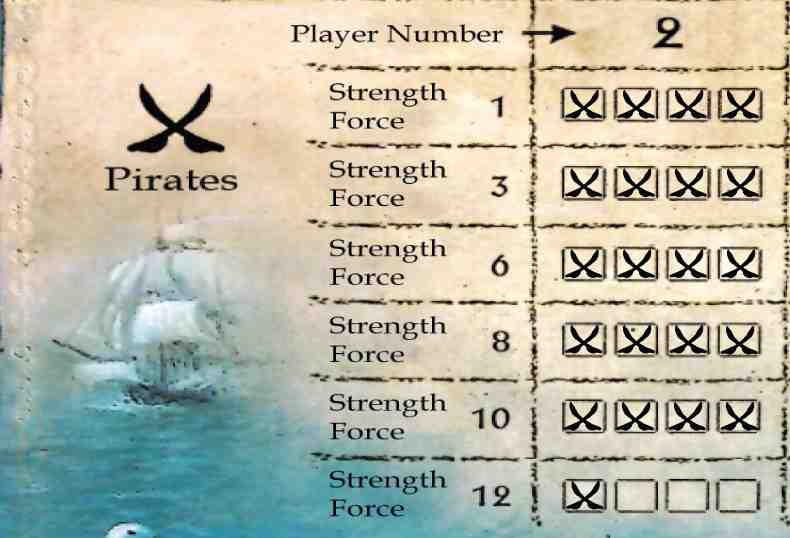 Player Number → 2
Strength
Force 1
Pirates
Strength
Force 3
Strength
Force 6
Strength
Force 8
Strength
Force 10
Strength
Force 12